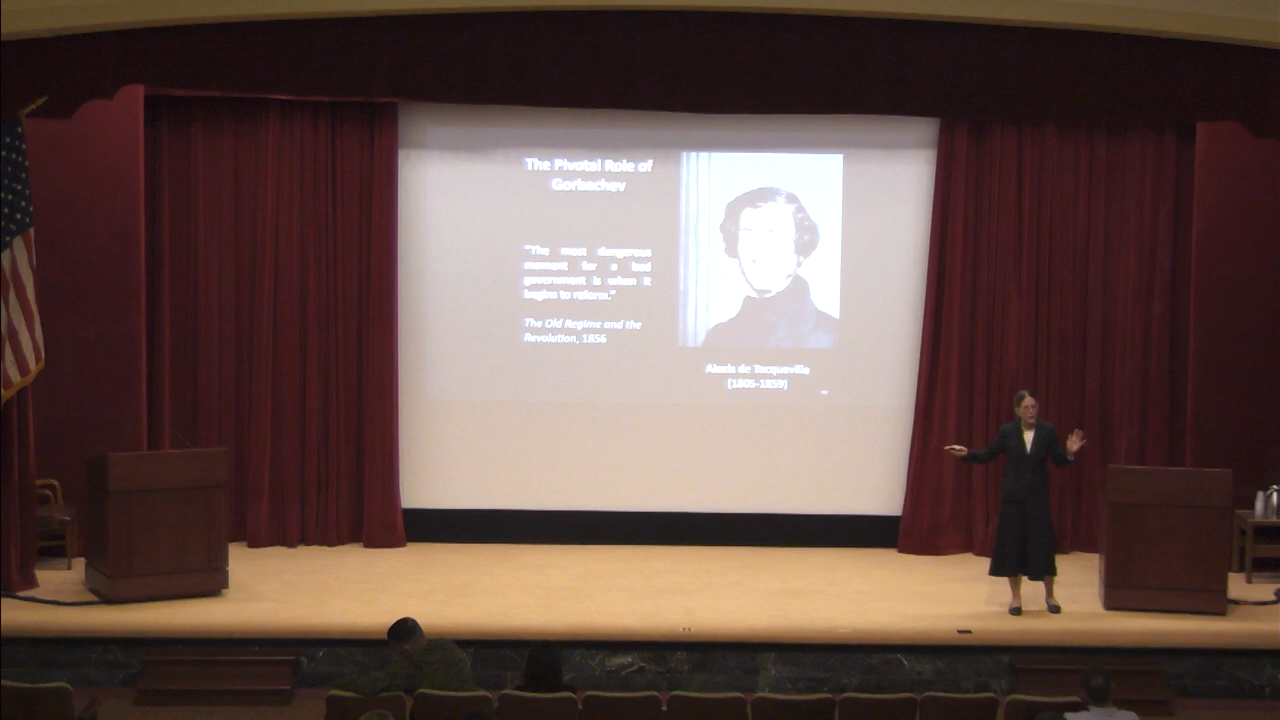 The Pivotal Role of
Gorbachev
"The most dangerous
moment for a bad
government is when it
begins to reform."
The Old Regime and the
Revolution, 1856
Alexis de Tocqueville
(1805-1859)